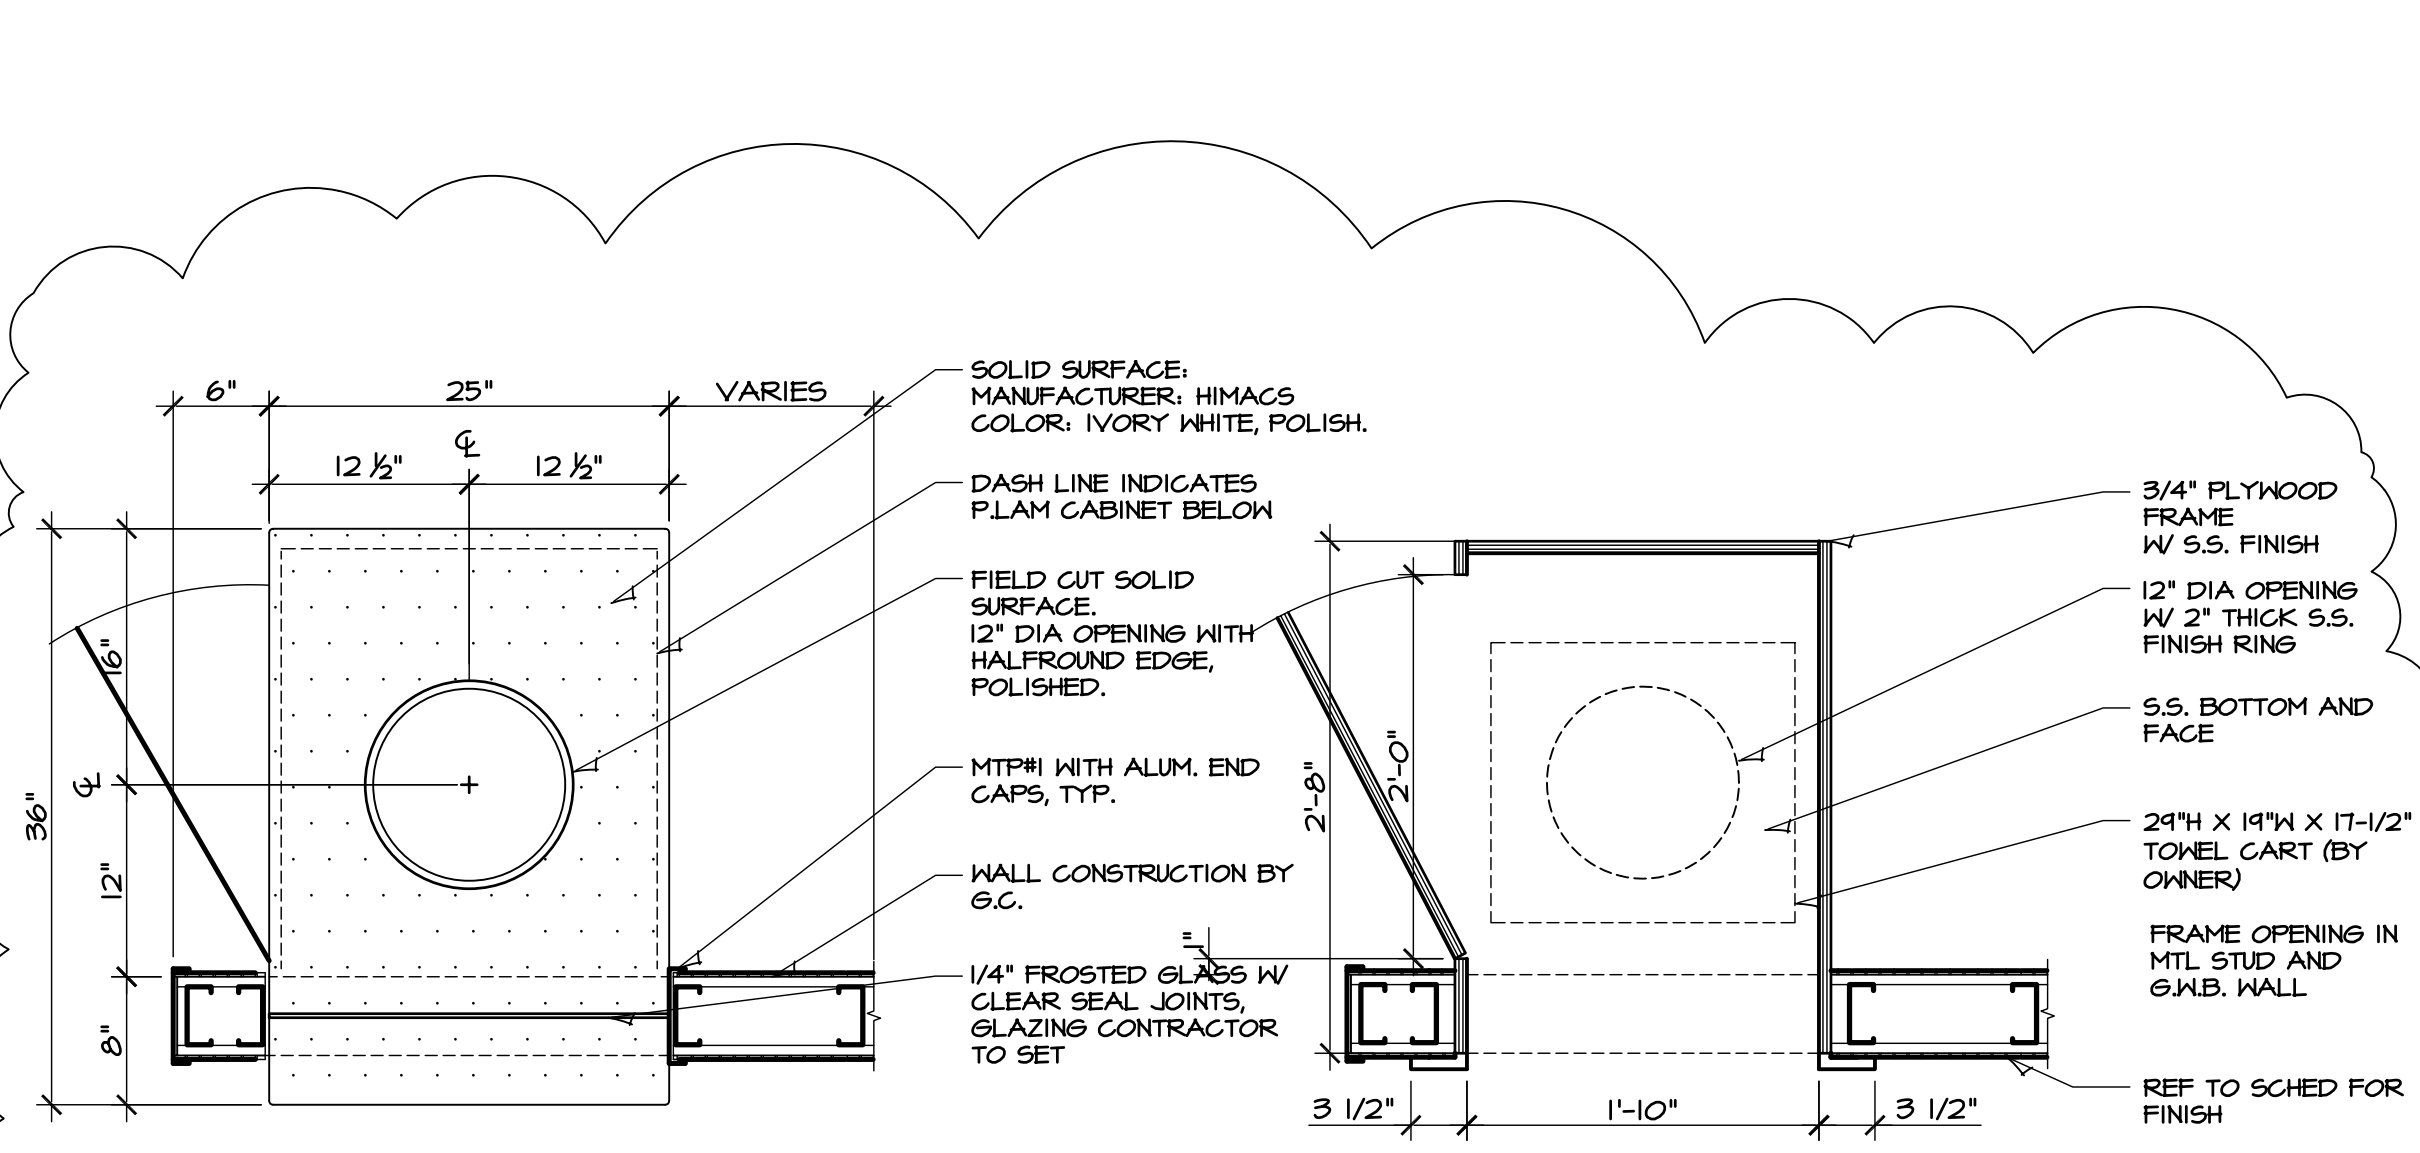 6"
25"
VARIES
℄
12 ½"
12 ½"
16"
℄
36"
12"
8"
SOLID SURFACE:
MANUFACTURER: HIMACS
COLOR: IVORY WHITE, POLISH.
DASH LINE INDICATES
P.LAM CABINET BELOW
FIELD CUT SOLID
SURFACE.
12" DIA OPENING WITH
HALFROUND EDGE,
POLISHED.
MTP#1 WITH ALUM. END
CAPS, TYP.
WALL CONSTRUCTION BY
G.C.
1/4" FROSTED GLASS W/
CLEAR SEAL JOINTS,
GLAZING CONTRACTOR
TO SET
2'-8"
2'-0"
1"
3 1/2"
1'-10"
3 1/2"
3/4" PLYWOOD
FRAME
W/ S.S. FINISH
12" DIA OPENING
W/ 2" THICK S.S.
FINISH RING
S.S. BOTTOM AND
FACE
29"H X 19"W X 17-1/2"
TOWEL CART (BY
OWNER)
FRAME OPENING IN
MTL STUD AND
G.W.B. WALL
REF TO SCHED FOR
FINISH